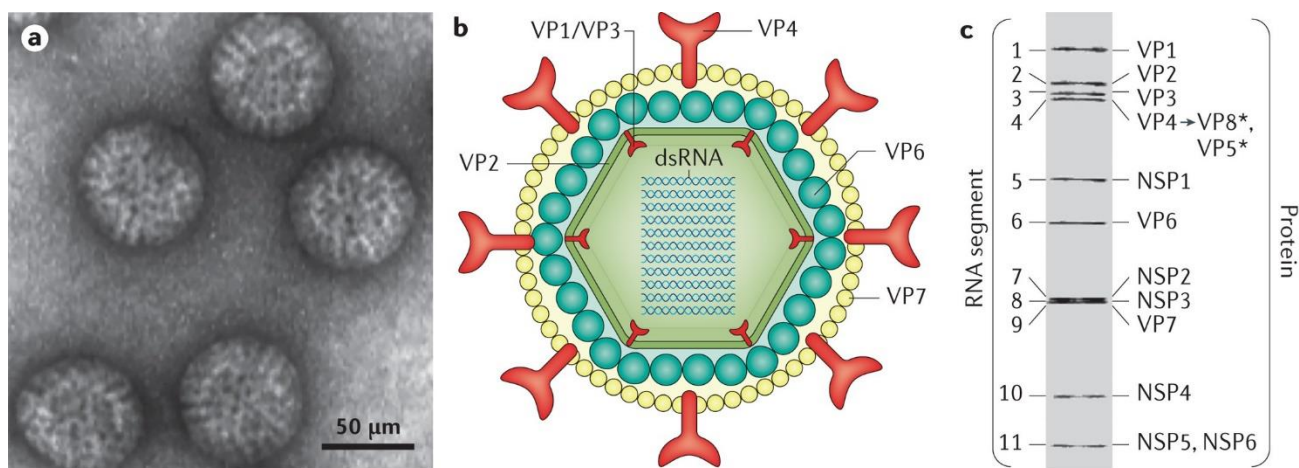 a
50 µm
b
VP1/VP3
VP4
VP2
dsRNA
VP6
VP7
c
RNA segment
Protein
1 VP1
2 VP2
3 VP3
4 VP4→VP8*,
VP5*
5 NSP1
6 VP6
7 NSP2
8 NSP3
9 VP7
10 NSP4
11 NSP5, NSP6